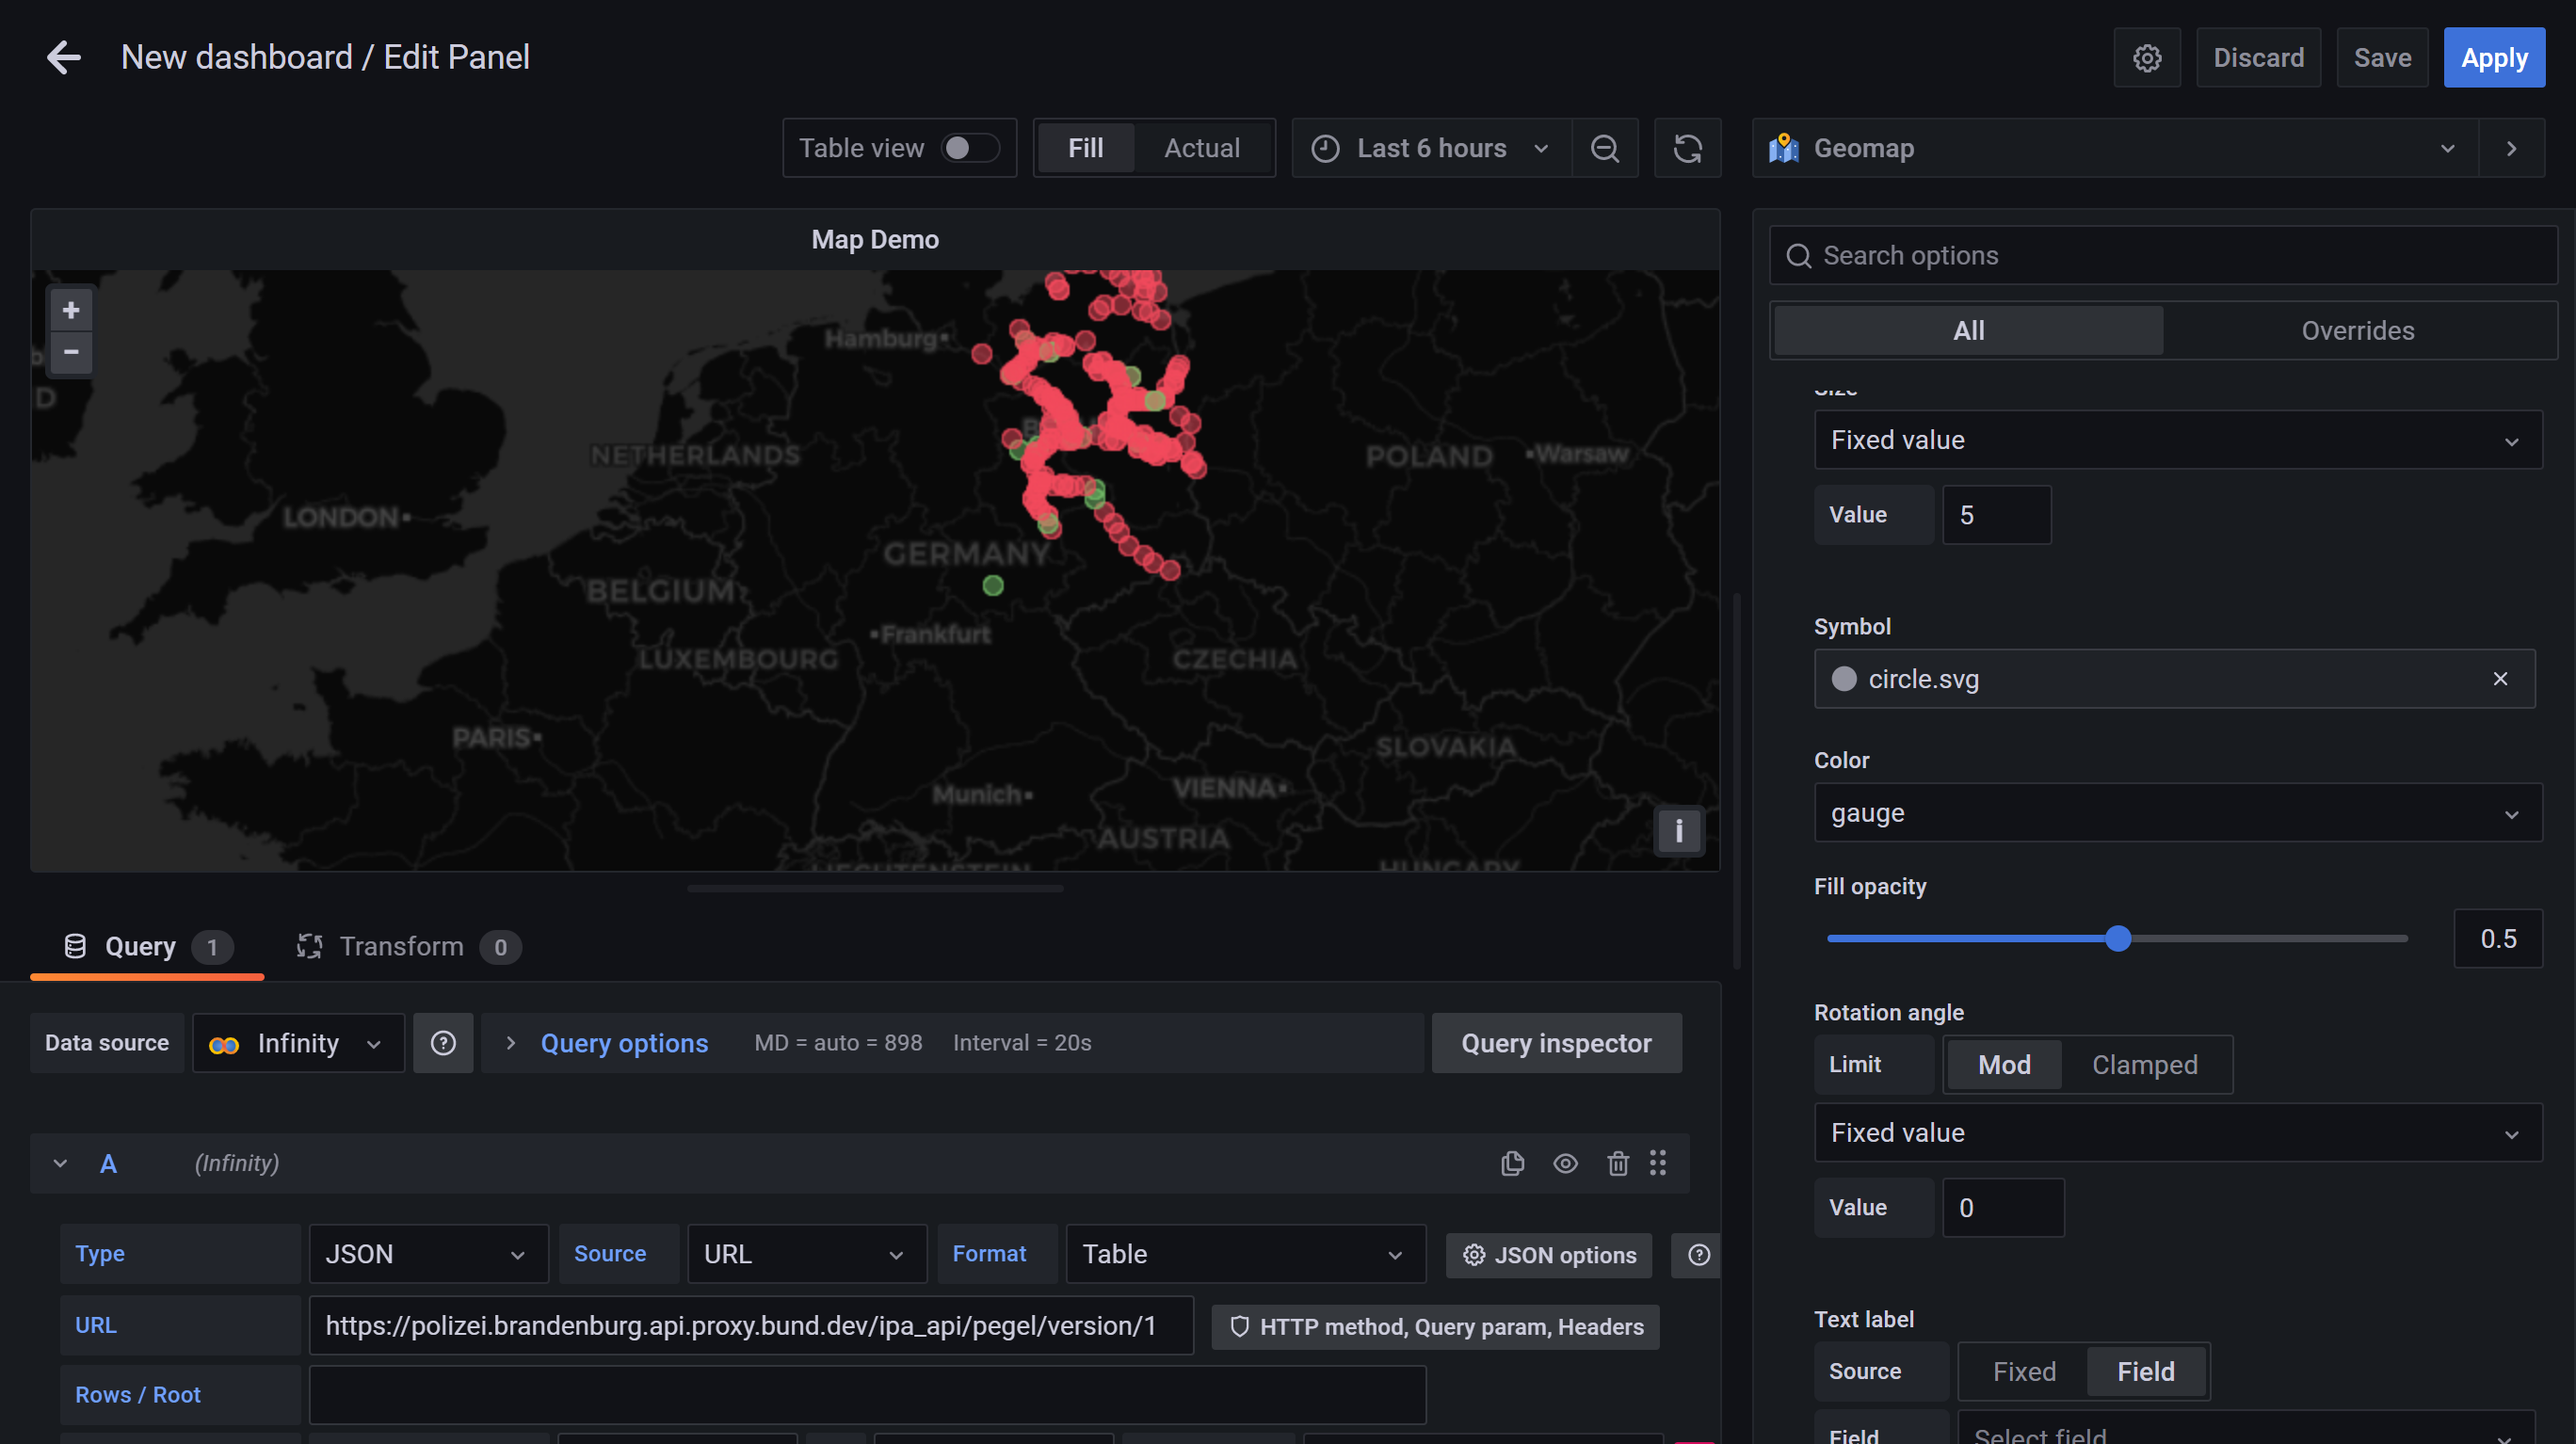 New dashboard / Edit Panel
Discard
Save
Apply
Table view
Fill
Actual
Last 6 hours
Geomap
Map Demo
Search options
All
Overrides
Size
Fixed value
Value
5
Symbol
circle.svg
Color
gauge
Fill opacity
0.5
Rotation angle
Limit
Mod
Clamped
Fixed value
Value
0
Text label
Source
Fixed
Field
Field
Select field
+
−
D
Hamburg
NETHERLANDS
POLAND
Warsaw
LONDON
GERMANY
BELGIUM
Frankfurt
LUXEMBOURG
CZECHIA
PARIS
SLOVAKIA
Munich
VIENNA
AUSTRIA
LIECHTENSTEIN
HUNGARY
i
Query 1
Transform 0
Data source
Infinity
Query options
MD = auto = 898
Interval = 20s
Query inspector
A
(Infinity)
Type
JSON
Source
URL
Format
Table
JSON options
URL
https://polizei.brandenburg.api.proxy.bund.dev/ipa_api/pegel/version/1
HTTP method, Query param, Headers
Rows / Root